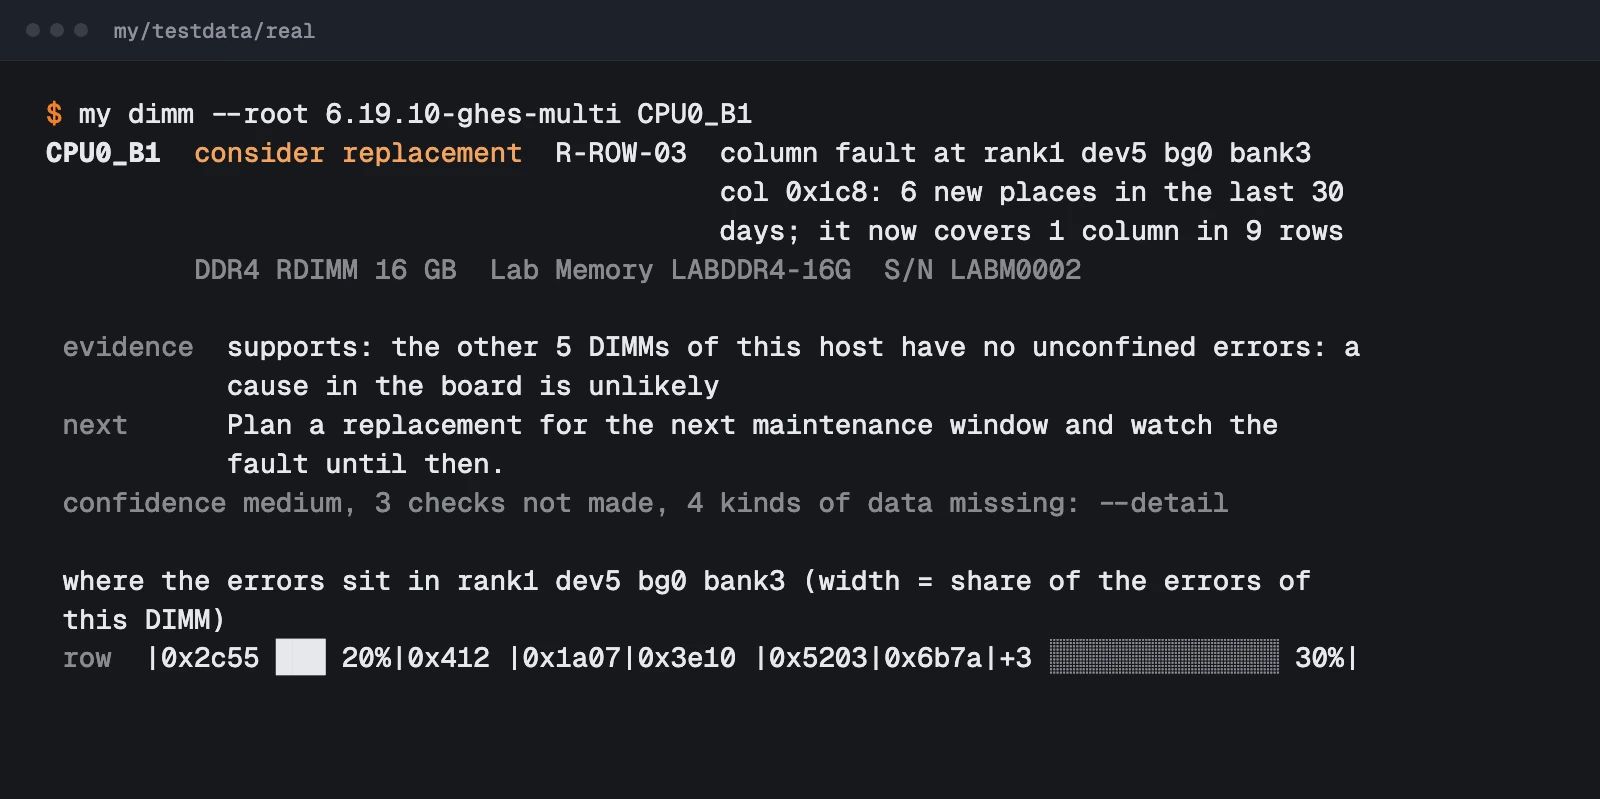 my/testdata/real
$ my dimm --root 6.19.10-ghes-multi CPU0_B1
CPU0_B1  consider replacement  R-ROW-03  column fault at rank1 dev5 bg0 bank3
col 0x1c8: 6 new places in the last 30
days; it now covers 1 column in 9 rows
DDR4 RDIMM 16 GB  Lab Memory LABDDR4-16G  S/N LABM0002
evidence  supports: the other 5 DIMMs of this host have no unconfined errors: a
cause in the board is unlikely
next  Plan a replacement for the next maintenance window and watch the
fault until then.
confidence medium, 3 checks not made, 4 kinds of data missing: --detail
where the errors sit in rank1 dev5 bg0 bank3 (width = share of the errors of
this DIMM)
row  |0x2c55 ███ 20%|0x412 |0x1a07|0x3e10 |0x5203|0x6b7a|+3 ▒▒▒▒▒▒▒▒▒▒▒▒▒▒ 30%|